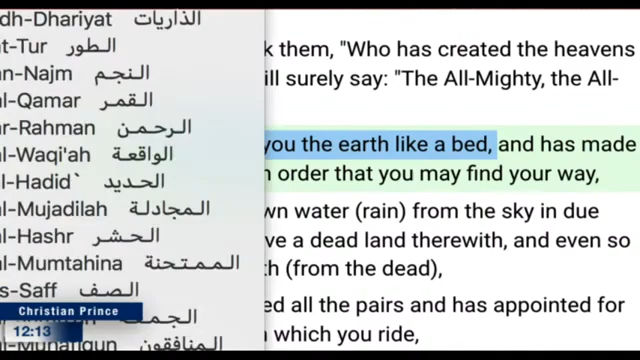 dh-Dhariyat الذاريات
t-Tur الطور
n-Najm النجم
l-Qamar القمر
r-Rahman الرحمن
l-Waqi'ah الواقعة
l-Hadid` الحديد
l-Mujadilah المجادلة
l-Hashr الحشر
l-Mumtahina الممتحنة
s-Saff الصف
الجمعة
المنافقون
k them, "Who has created the heavens
ill surely say: "The All-Mighty, the All-
you the earth like a bed, and has made
n order that you may find your way,
wn water (rain) from the sky in due
ve a dead land therewith, and even so
th (from the dead),
ed all the pairs and has appointed for
n which you ride,
Christian Prince
12:13